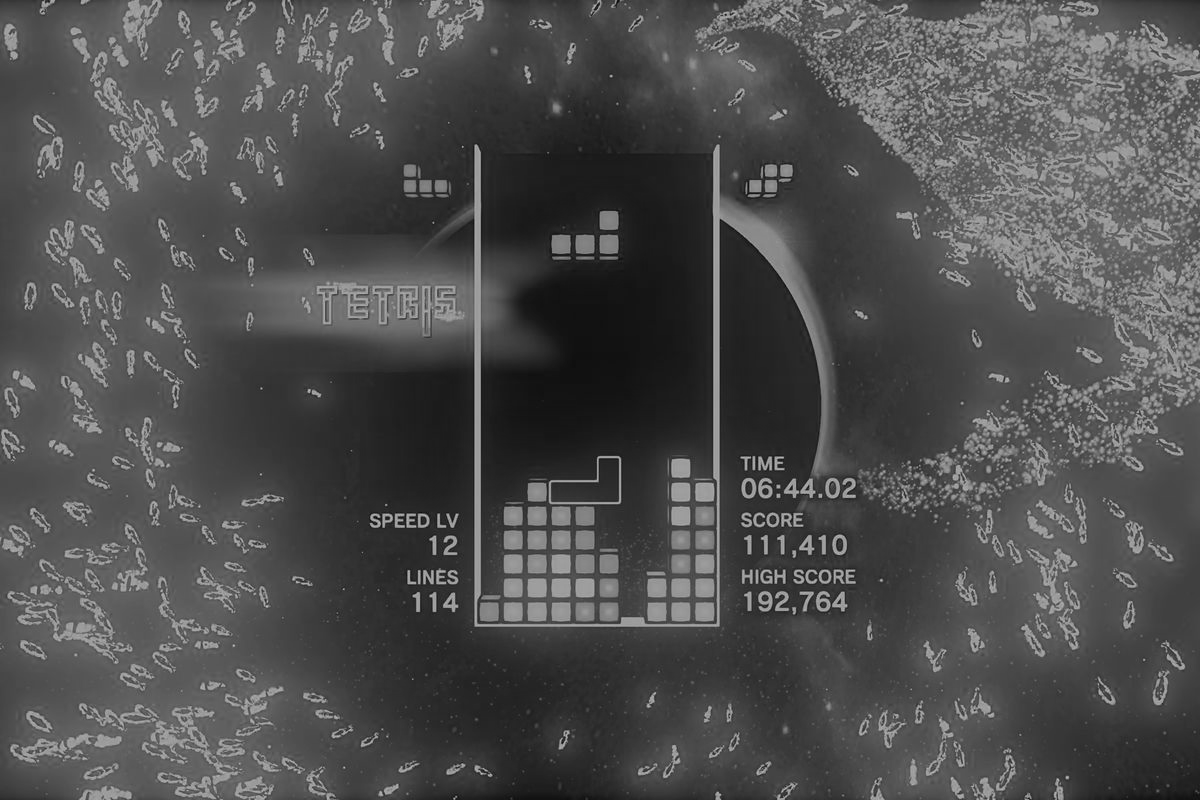 TETRIS
SPEED LV
12
LINES
114
TIME
06:44.02
SCORE
111,410
HIGH SCORE
192,764